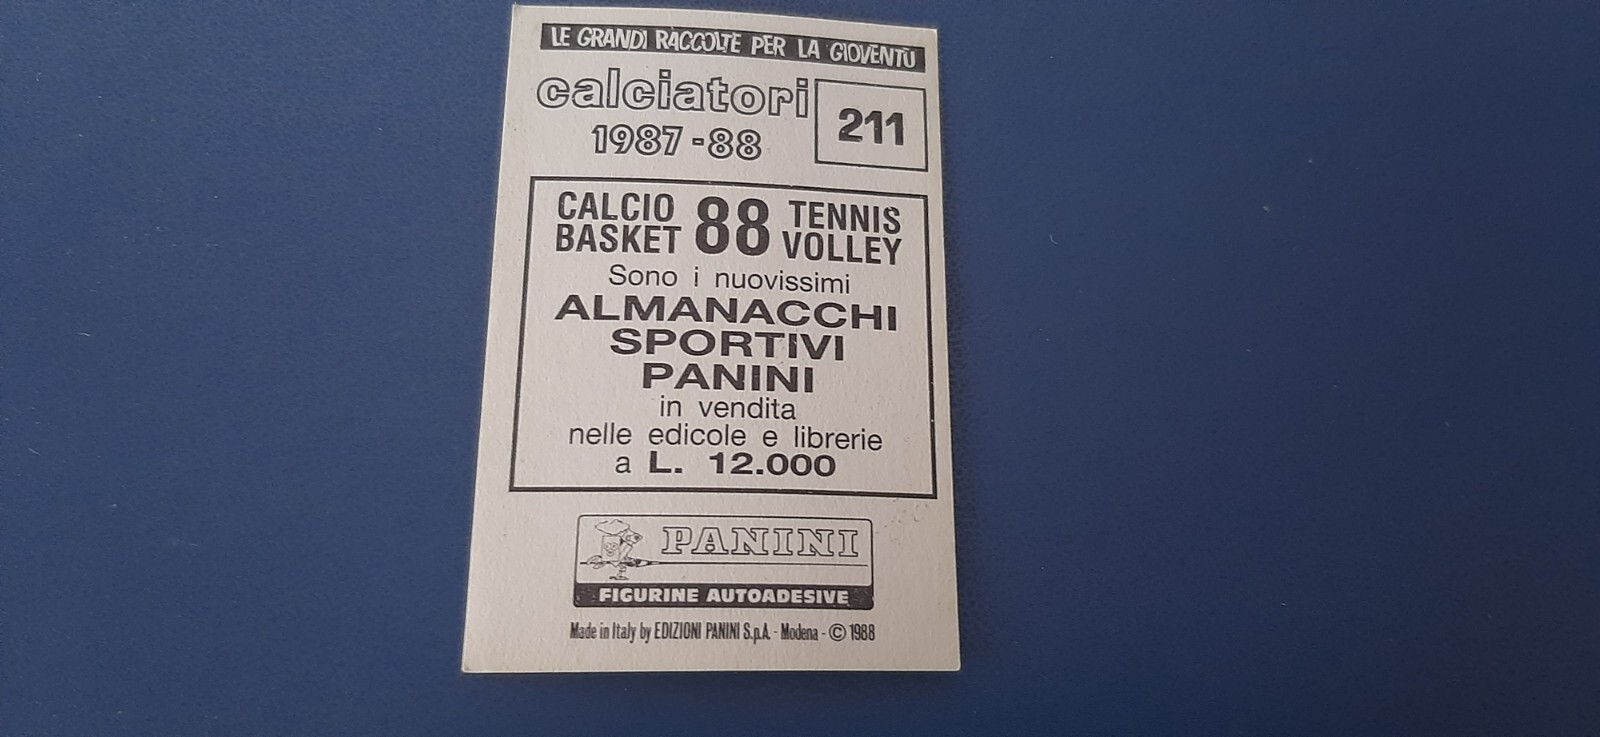 LE GRANDI RACCOLTE PER LA GIOVENTÙ
calciatori
1987-88
211
CALCIO 88 TENNIS
BASKET VOLLEY
Sono i nuovissimi
ALMANACCHI
SPORTIVI
PANINI
in vendita
nelle edicole e librerie
a L. 12.000
PANINI
FIGURINE AUTOADESIVE
Made in Italy by EDIZIONI PANINI S.p.A. - Modena - © 1988